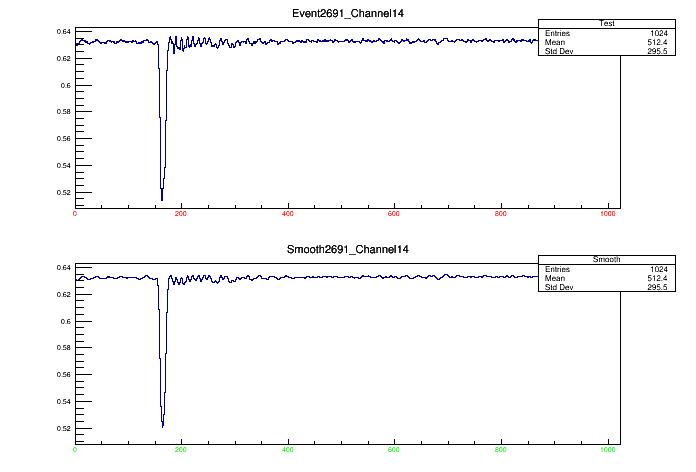 Event2691_Channel14
Test
Entries 1024
Mean 512.4
Std Dev 295.5
0.64
0.62
0.6
0.58
0.56
0.54
0.52
0 200 400 600 800 1000
Smooth2691_Channel14
Smooth
Entries 1024
Mean 512.4
Std Dev 295.5
0.64
0.62
0.6
0.58
0.56
0.54
0.52
0 200 400 600 800 1000